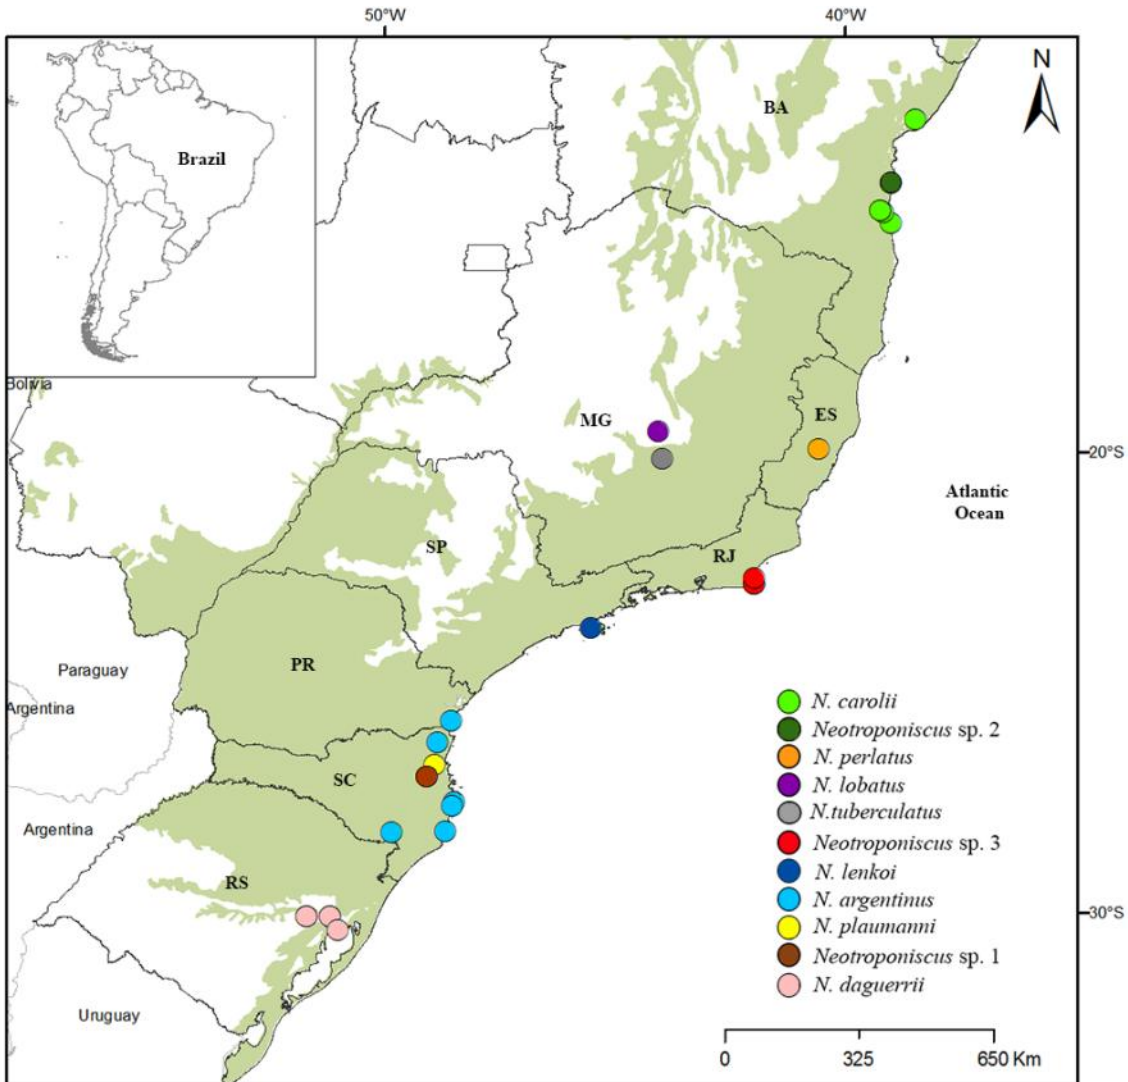 50°W
40°W
N
BA
Brazil
Bolivia
MG
ES
20°S
Atlantic
Ocean
SP
RJ
PR
Paraguay
Argentina
N. carolii
Neotroponiscus sp. 2
N. perlatus
N. lobatus
N.tuberculatus
Neotroponiscus sp. 3
N. lenkoi
N. argentinus
N. plaumanni
Neotroponiscus sp. 1
N. daguerrii
SC
Argentina
RS
30°S
Uruguay
0 325 650 Km